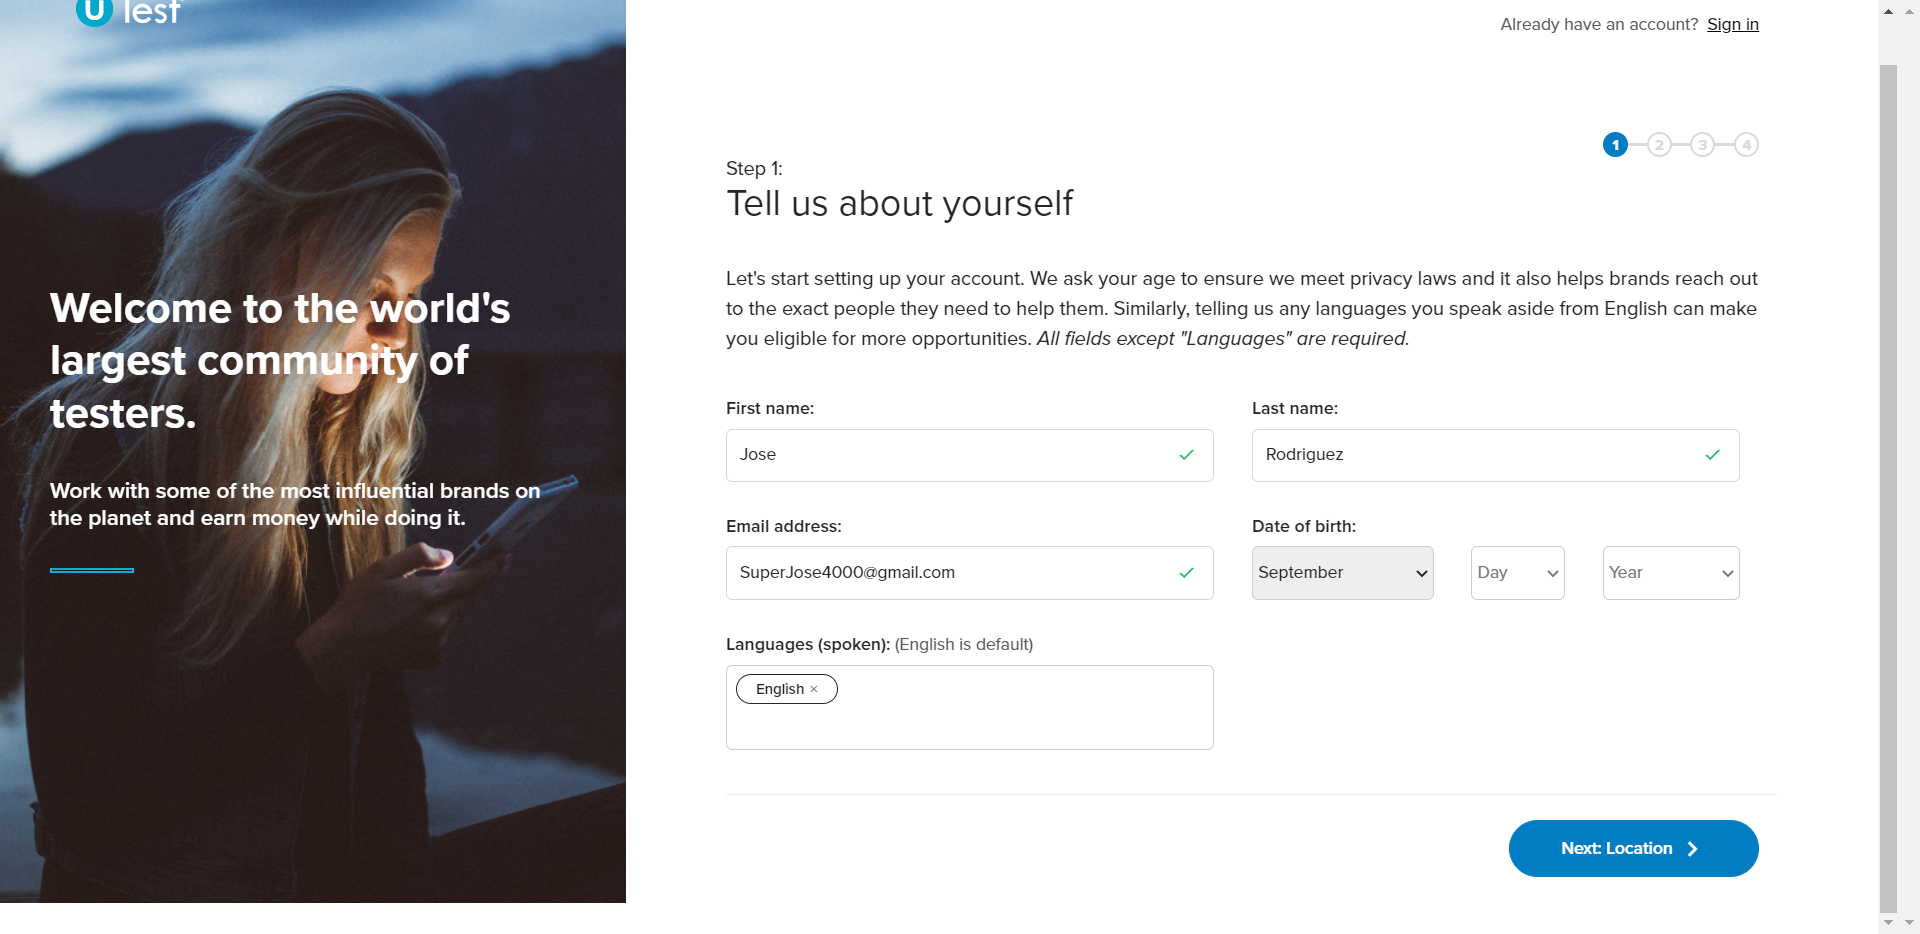 U Test
Already have an account? Sign in
1 2 3 4
Step 1:
Tell us about yourself
Let's start setting up your account. We ask your age to ensure we meet privacy laws and it also helps brands reach out
to the exact people they need to help them. Similarly, telling us any languages you speak aside from English can make
you eligible for more opportunities. All fields except "Languages" are required.
Welcome to the world's
largest community of
testers.
Work with some of the most influential brands on
the planet and earn money while doing it.
First name:
Last name:
Jose
Rodriguez
Email address:
Date of birth:
SuperJose4000@gmail.com
September
Day
Year
Languages (spoken): (English is default)
English ×
Next: Location